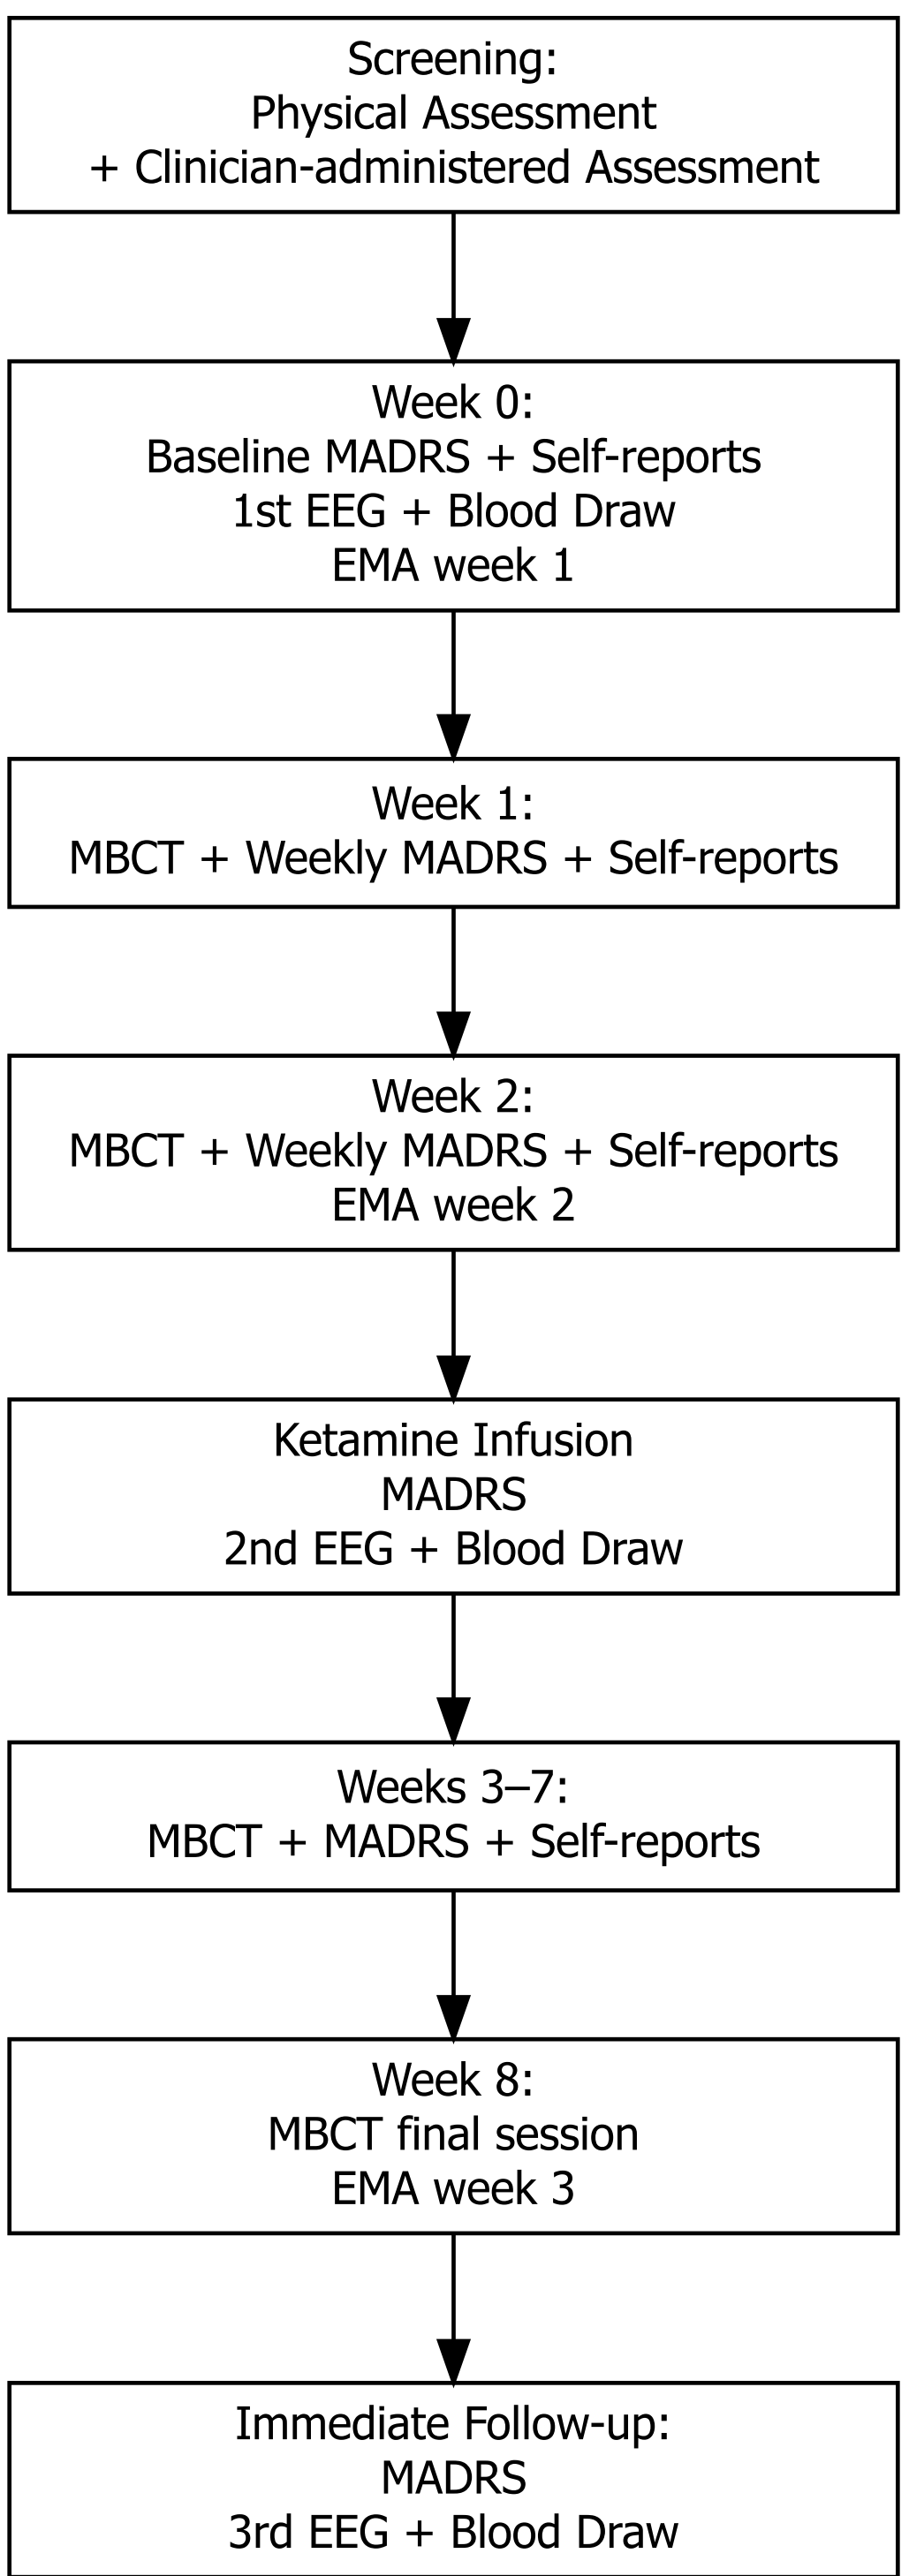 Screening:
Physical Assessment
+ Clinician-administered Assessment
Week 0:
Baseline MADRS + Self-reports
1st EEG + Blood Draw
EMA week 1
Week 1:
MBCT + Weekly MADRS + Self-reports
Week 2:
MBCT + Weekly MADRS + Self-reports
EMA week 2
Ketamine Infusion
MADRS
2nd EEG + Blood Draw
Weeks 3–7:
MBCT + MADRS + Self-reports
Week 8:
MBCT final session
EMA week 3
Immediate Follow-up:
MADRS
3rd EEG + Blood Draw